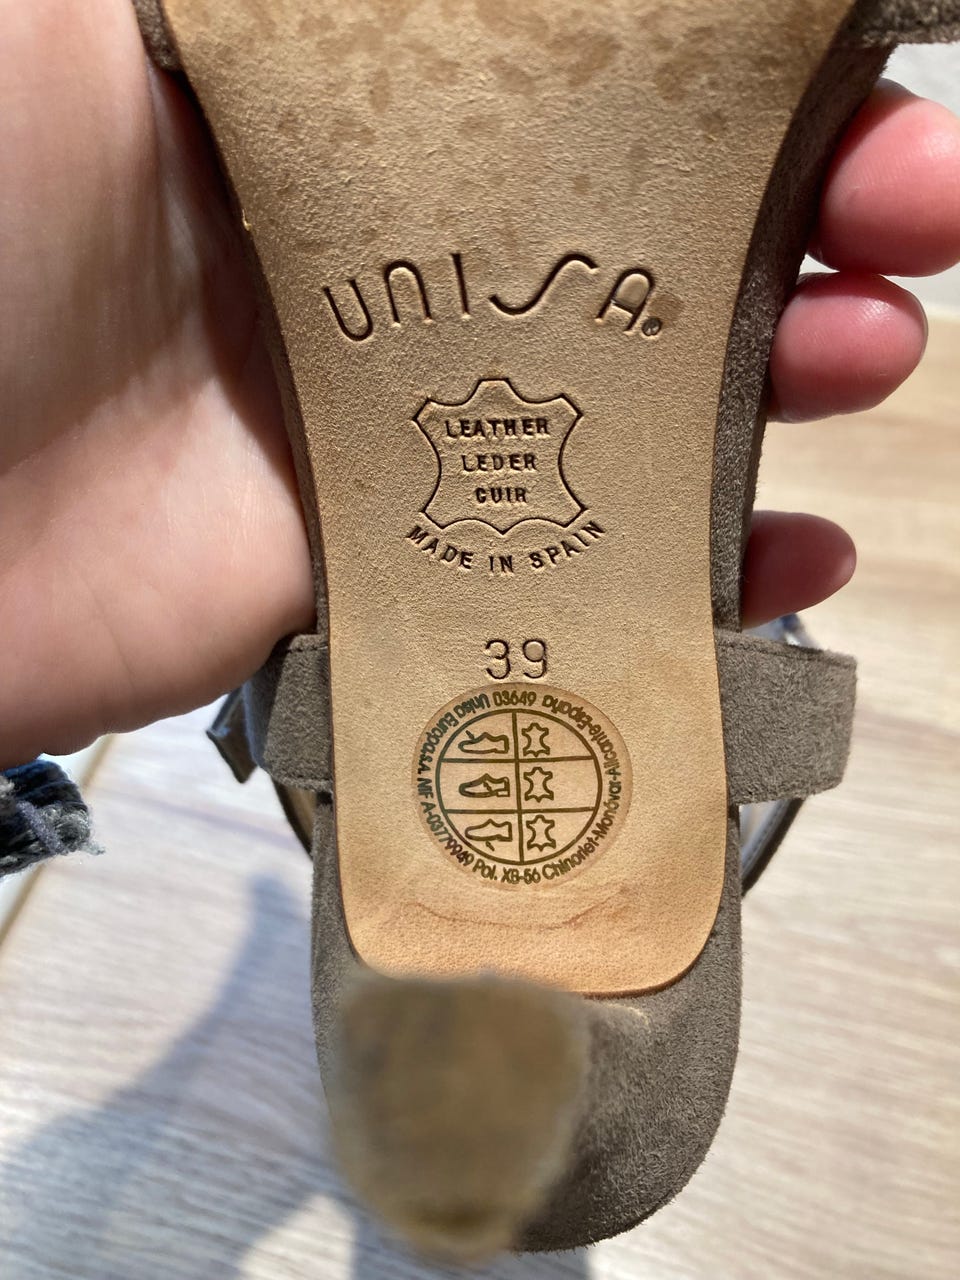 UNISA®
LEATHER
LEDER
CUIR
MADE IN SPAIN
39
Unisa Europa.S.A. NIF A-03779949 Pol. XB-56 Chinorlet-Monóvar-Alicante-España 03649